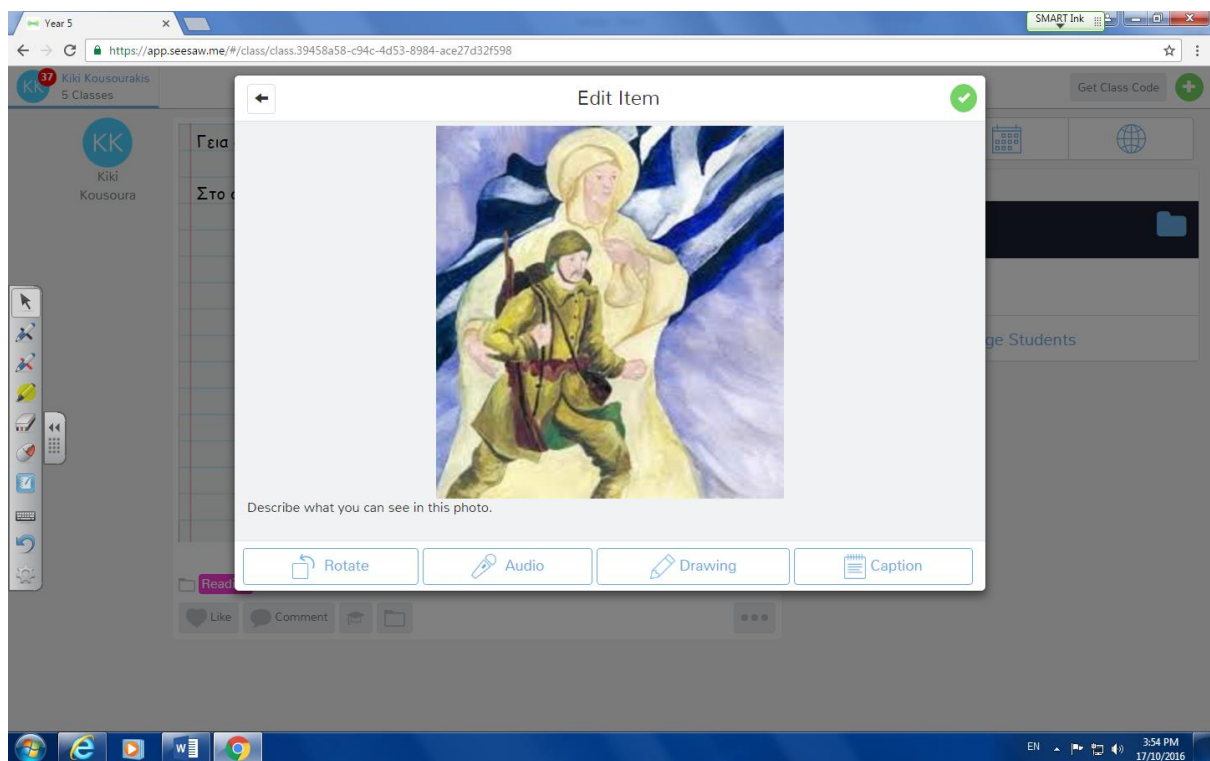 Year 5
SMART Ink
https://app.seesaw.me/#/class/class.39458a58-c94c-4d53-8984-ace27d32f598
37
KK
Kiki Kousourakis
5 Classes
Edit Item
Get Class Code
KK
Kiki
Kousoura
Γεια
Στο
Describe what you can see in this photo.
ge Students
Rotate
Audio
Drawing
Caption
Readi
Like
Comment
EN
3:54 PM
17/10/2016